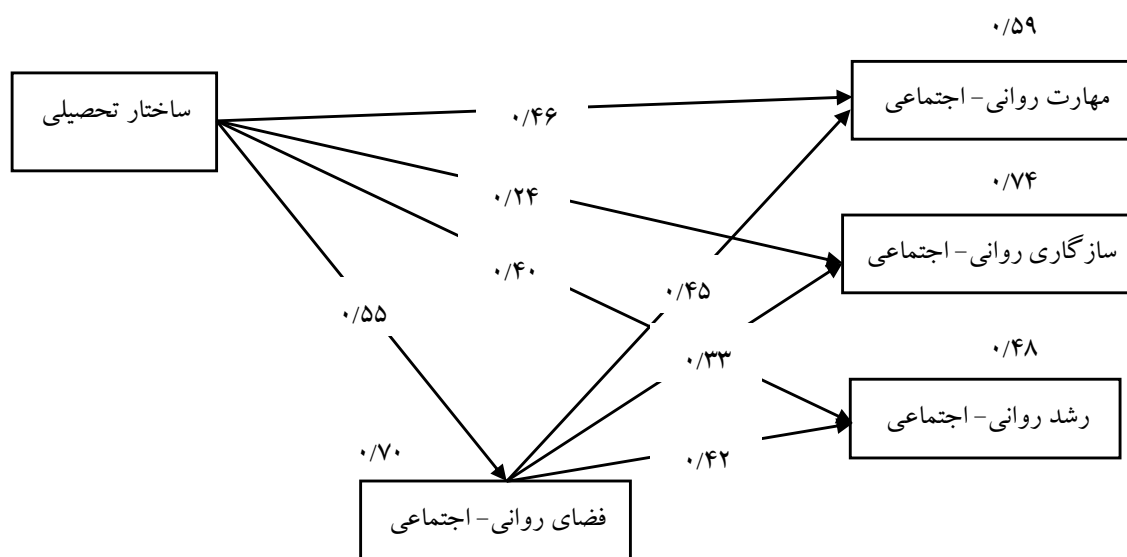 ۰/۵۹
ساختار تحصیلی
مهارت روانی- اجتماعی
۰/۴۶
۰/۷۴
۰/۲۴
سازگاری روانی- اجتماعی
۰/۴۰
۰/۴۵
۰/۵۵
۰/۴۸
۰/۳۳
رشد روانی- اجتماعی
۰/۷۰
۰/۴۲
فضای روانی- اجتماعی